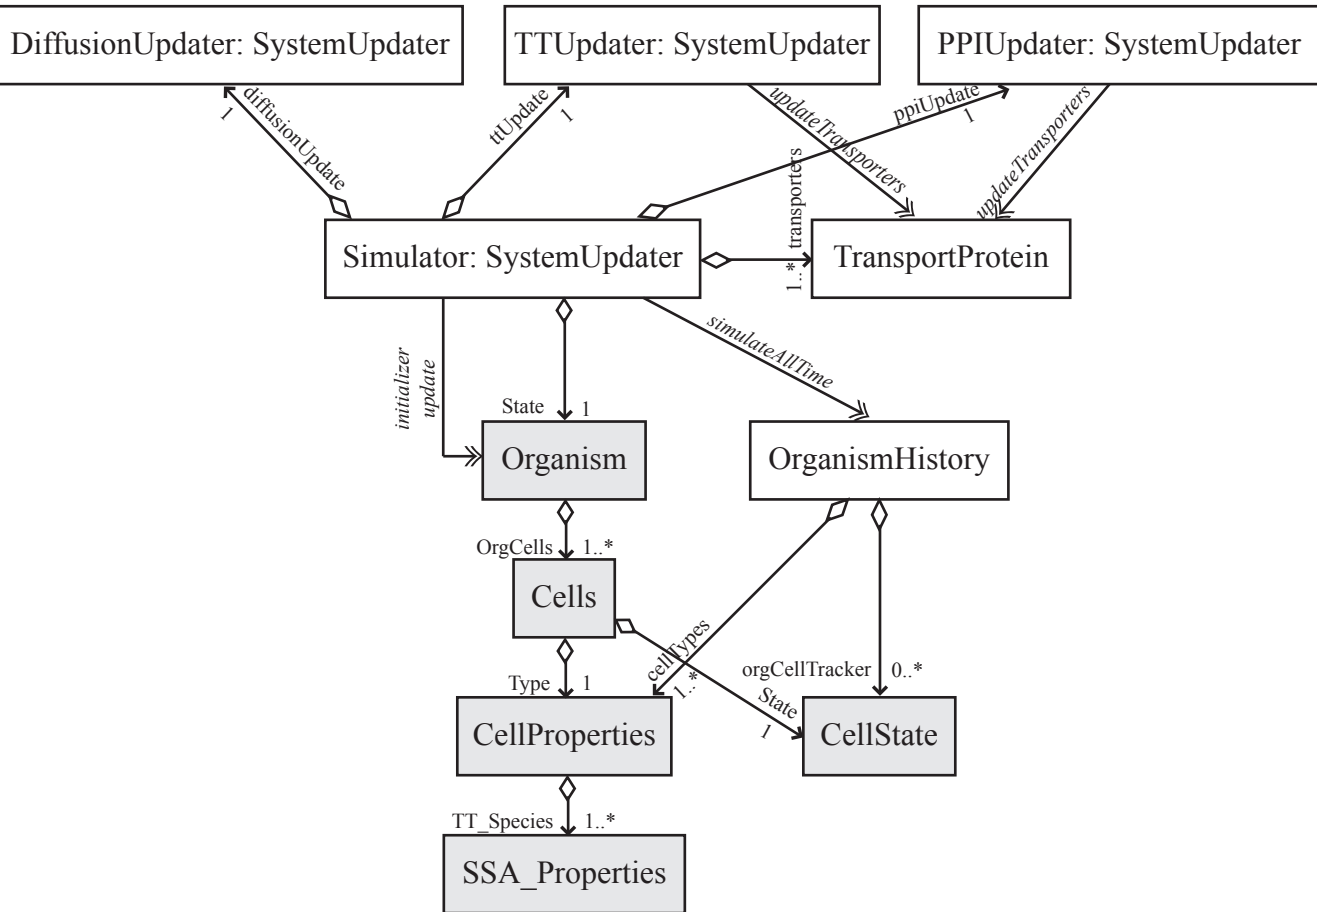 DiffusionUpdater: SystemUpdater
TTUpdater: SystemUpdater
PPIUpdater: SystemUpdater
diffusionUpdate
1
ttUpdate
1
updateTransporters
ppiUpdate
1
updateTransporters
transporters
1..*
Simulator: SystemUpdater
TransportProtein
initializer
update
simulateAllTime
State
1
Organism
OrganismHistory
OrgCells
1..*
Cells
cellTypes
1..*
orgCellTracker
0..*
Type
1
State
1
CellProperties
CellState
TT_Species
1..*
SSA_Properties